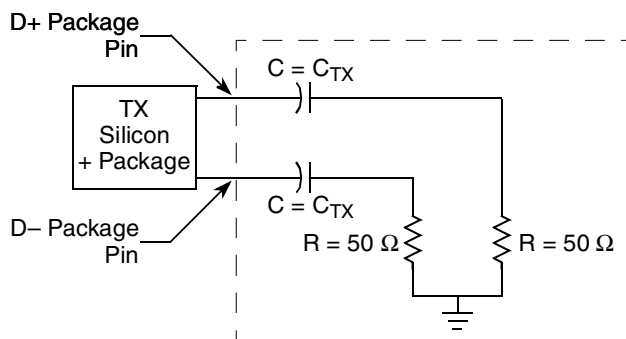 D+ Package
Pin
C = CTX
TX
Silicon
+ Package
C = CTX
D– Package
Pin
R = 50 Ω
R = 50 Ω